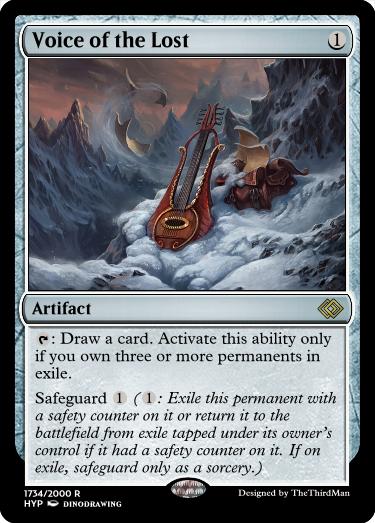 Voice of the Lost 1
Artifact
: Draw a card. Activate this ability only
if you own three or more permanents in
exile.
Safeguard 1 (1: Exile this permanent with
a safety counter on it or return it to the
battlefield from exile tapped under its owner's
control if it had a safety counter on it. If on
exile, safeguard only as a sorcery.)
1734/2000 R
HYP DINODRAWING
Designed by TheThirdMan